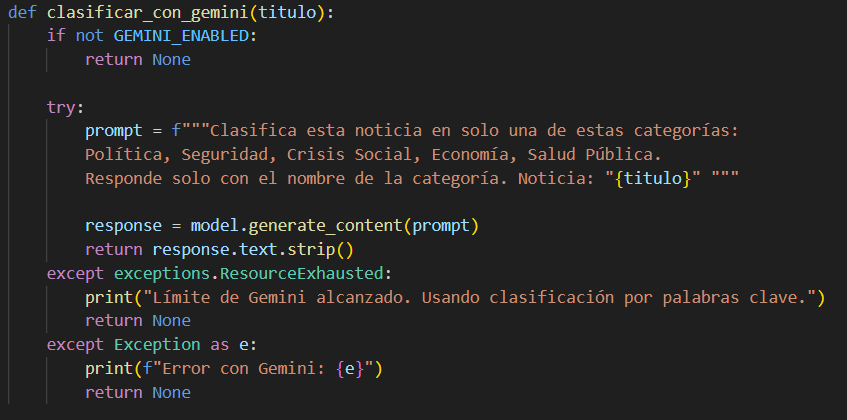 def clasificar_con_gemini(titulo):
    if not GEMINI_ENABLED:
        return None

    try:
        prompt = f"""Clasifica esta noticia en solo una de estas categorías:
        Política, Seguridad, Crisis Social, Economía, Salud Pública.
        Responde solo con el nombre de la categoría. Noticia: "{titulo}" """

        response = model.generate_content(prompt)
        return response.text.strip()
    except exceptions.ResourceExhausted:
        print("Límite de Gemini alcanzado. Usando clasificación por palabras clave.")
        return None
    except Exception as e:
        print(f"Error con Gemini: {e}")
        return None